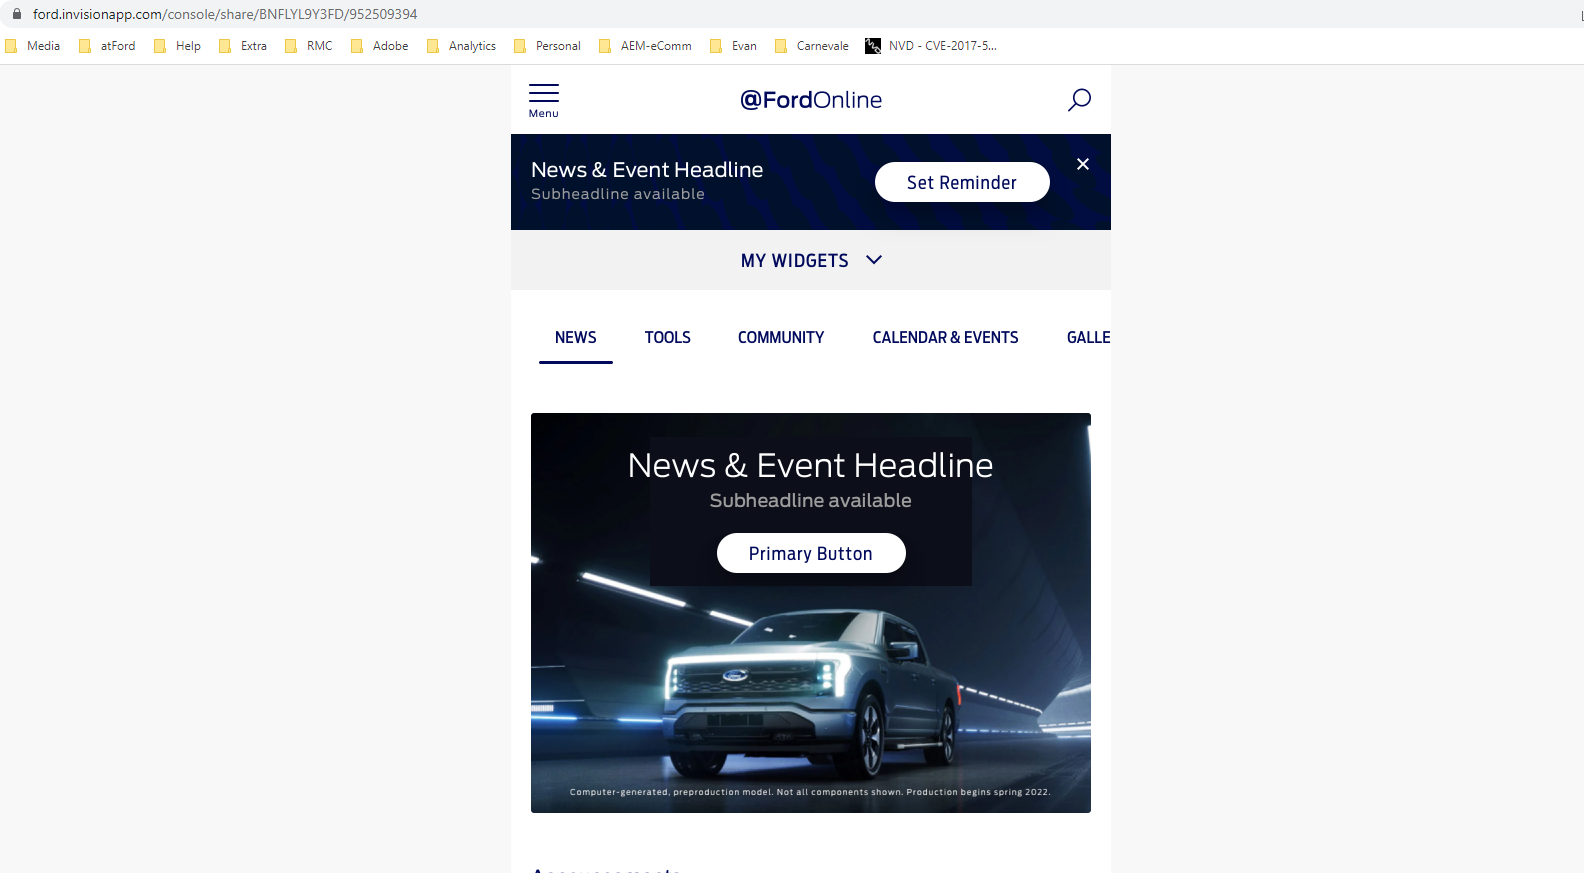 ford.invisionapp.com/console/share/BNFLYL9Y3FD/952509394
Media atFord Help Extra RMC Adobe Analytics Personal AEM-eComm Evan Carnevale NVD - CVE-2017-5...
Menu
@FordOnline
News & Event Headline
Subheadline available
Set Reminder
MY WIDGETS
NEWS TOOLS COMMUNITY CALENDAR & EVENTS GALLE
News & Event Headline
Subheadline available
Primary Button
Ford
Computer-generated, preproduction model. Not all components shown. Production begins spring 2022.